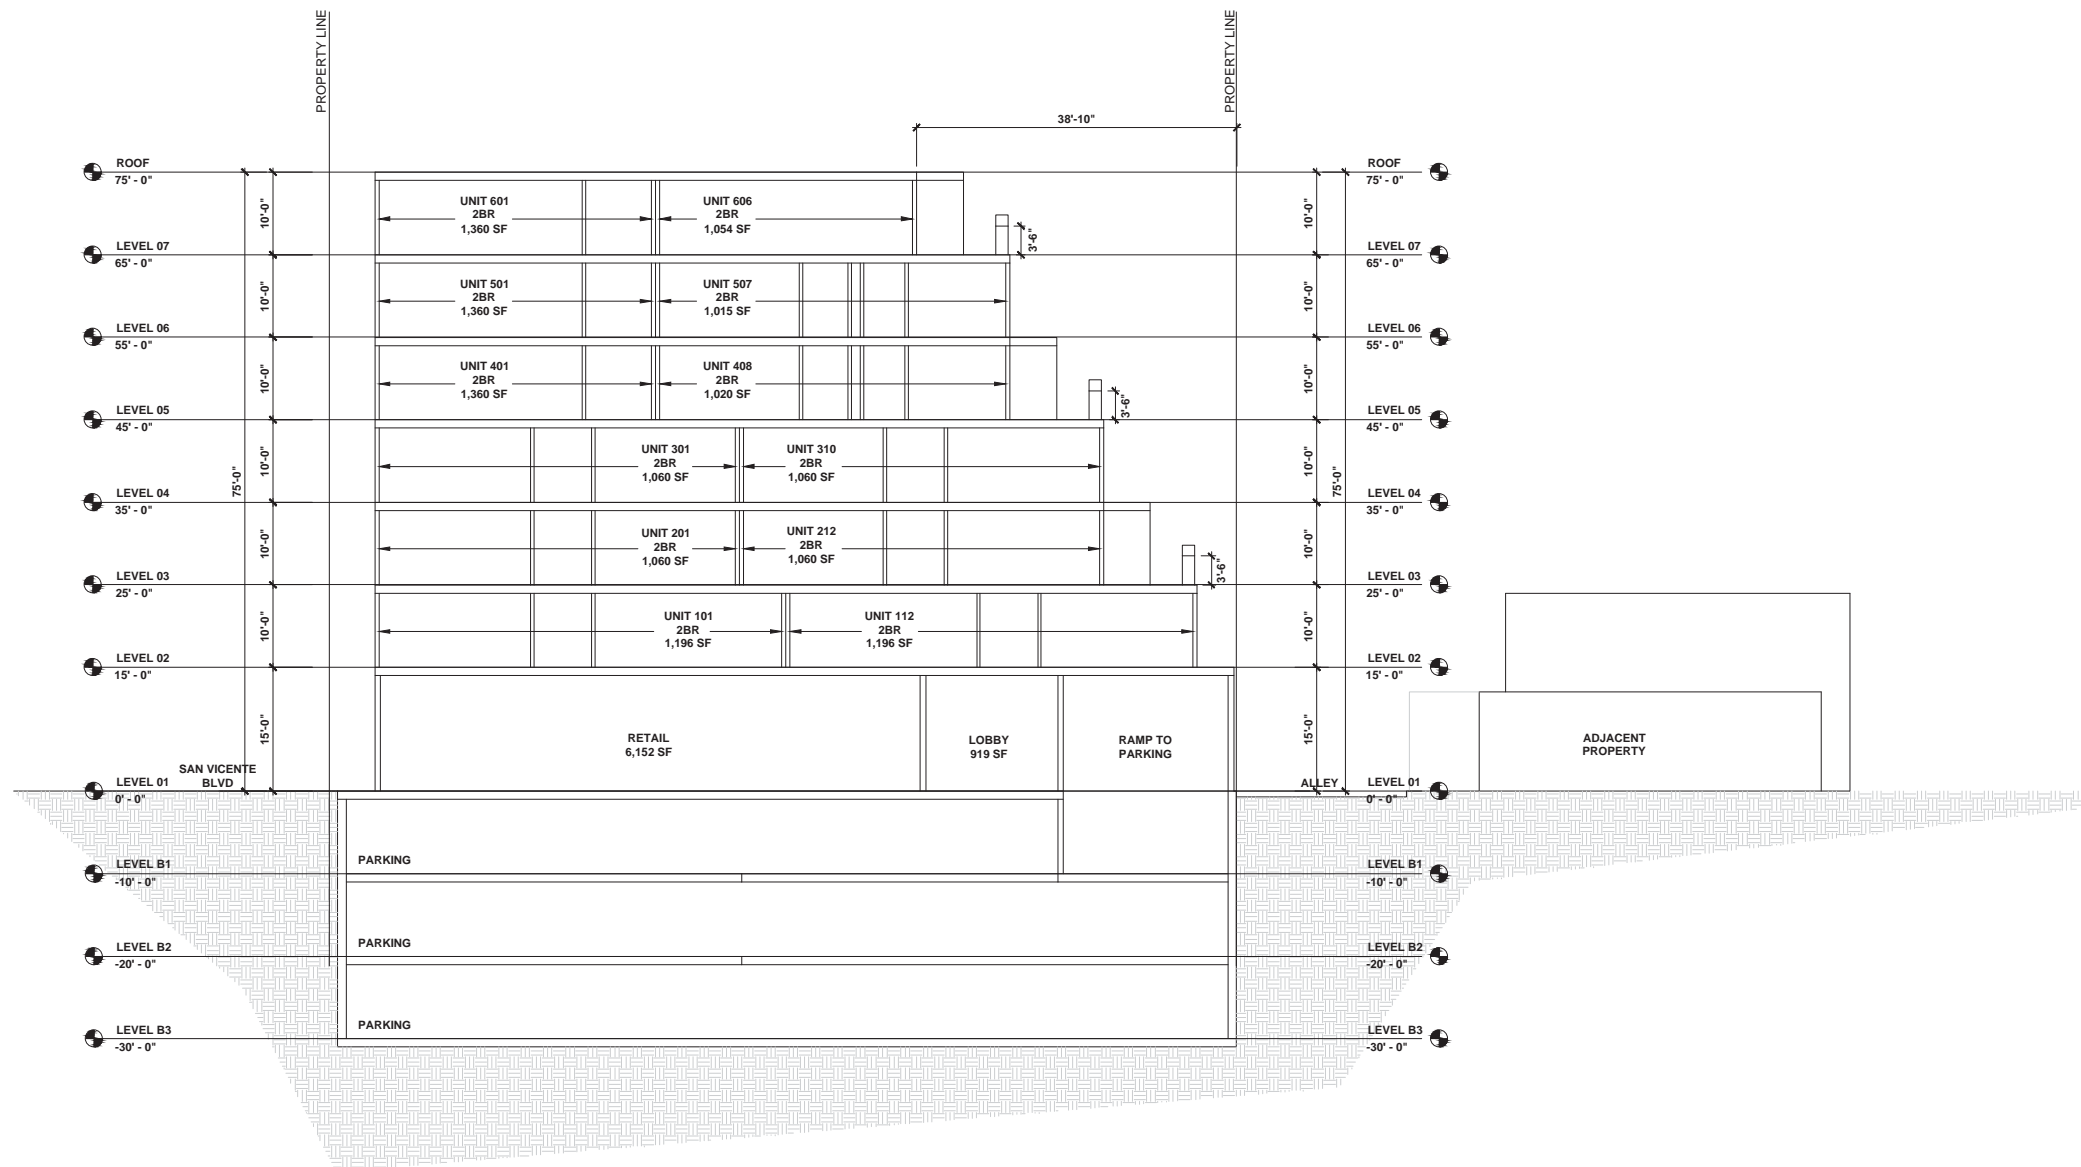 PROPERTY LINE
PROPERTY LINE
38'-10"
ROOF
75' - 0"
ROOF
75' - 0"
10'-0"
UNIT 601
2BR
1,360 SF
UNIT 606
2BR
1,054 SF
3'-6"
10'-0"
LEVEL 07
65' - 0"
LEVEL 07
65' - 0"
10'-0"
UNIT 501
2BR
1,360 SF
UNIT 507
2BR
1,015 SF
10'-0"
LEVEL 06
55' - 0"
LEVEL 06
55' - 0"
10'-0"
UNIT 401
2BR
1,360 SF
UNIT 408
2BR
1,020 SF
3'-6"
10'-0"
LEVEL 05
45' - 0"
LEVEL 05
45' - 0"
75'-0"
10'-0"
UNIT 301
2BR
1,060 SF
UNIT 310
2BR
1,060 SF
10'-0"
75'-0"
LEVEL 04
35' - 0"
LEVEL 04
35' - 0"
10'-0"
UNIT 201
2BR
1,060 SF
UNIT 212
2BR
1,060 SF
3'-6"
10'-0"
LEVEL 03
25' - 0"
LEVEL 03
25' - 0"
10'-0"
UNIT 101
2BR
1,196 SF
UNIT 112
2BR
1,196 SF
10'-0"
LEVEL 02
15' - 0"
LEVEL 02
15' - 0"
15'-0"
RETAIL
6,152 SF
LOBBY
919 SF
RAMP TO
PARKING
15'-0"
ADJACENT
PROPERTY
SAN VICENTE
BLVD
ALLEY
LEVEL 01
0' - 0"
LEVEL 01
0' - 0"
PARKING
LEVEL B1
-10' - 0"
LEVEL B1
-10' - 0"
PARKING
LEVEL B2
-20' - 0"
LEVEL B2
-20' - 0"
PARKING
LEVEL B3
-30' - 0"
LEVEL B3
-30' - 0"